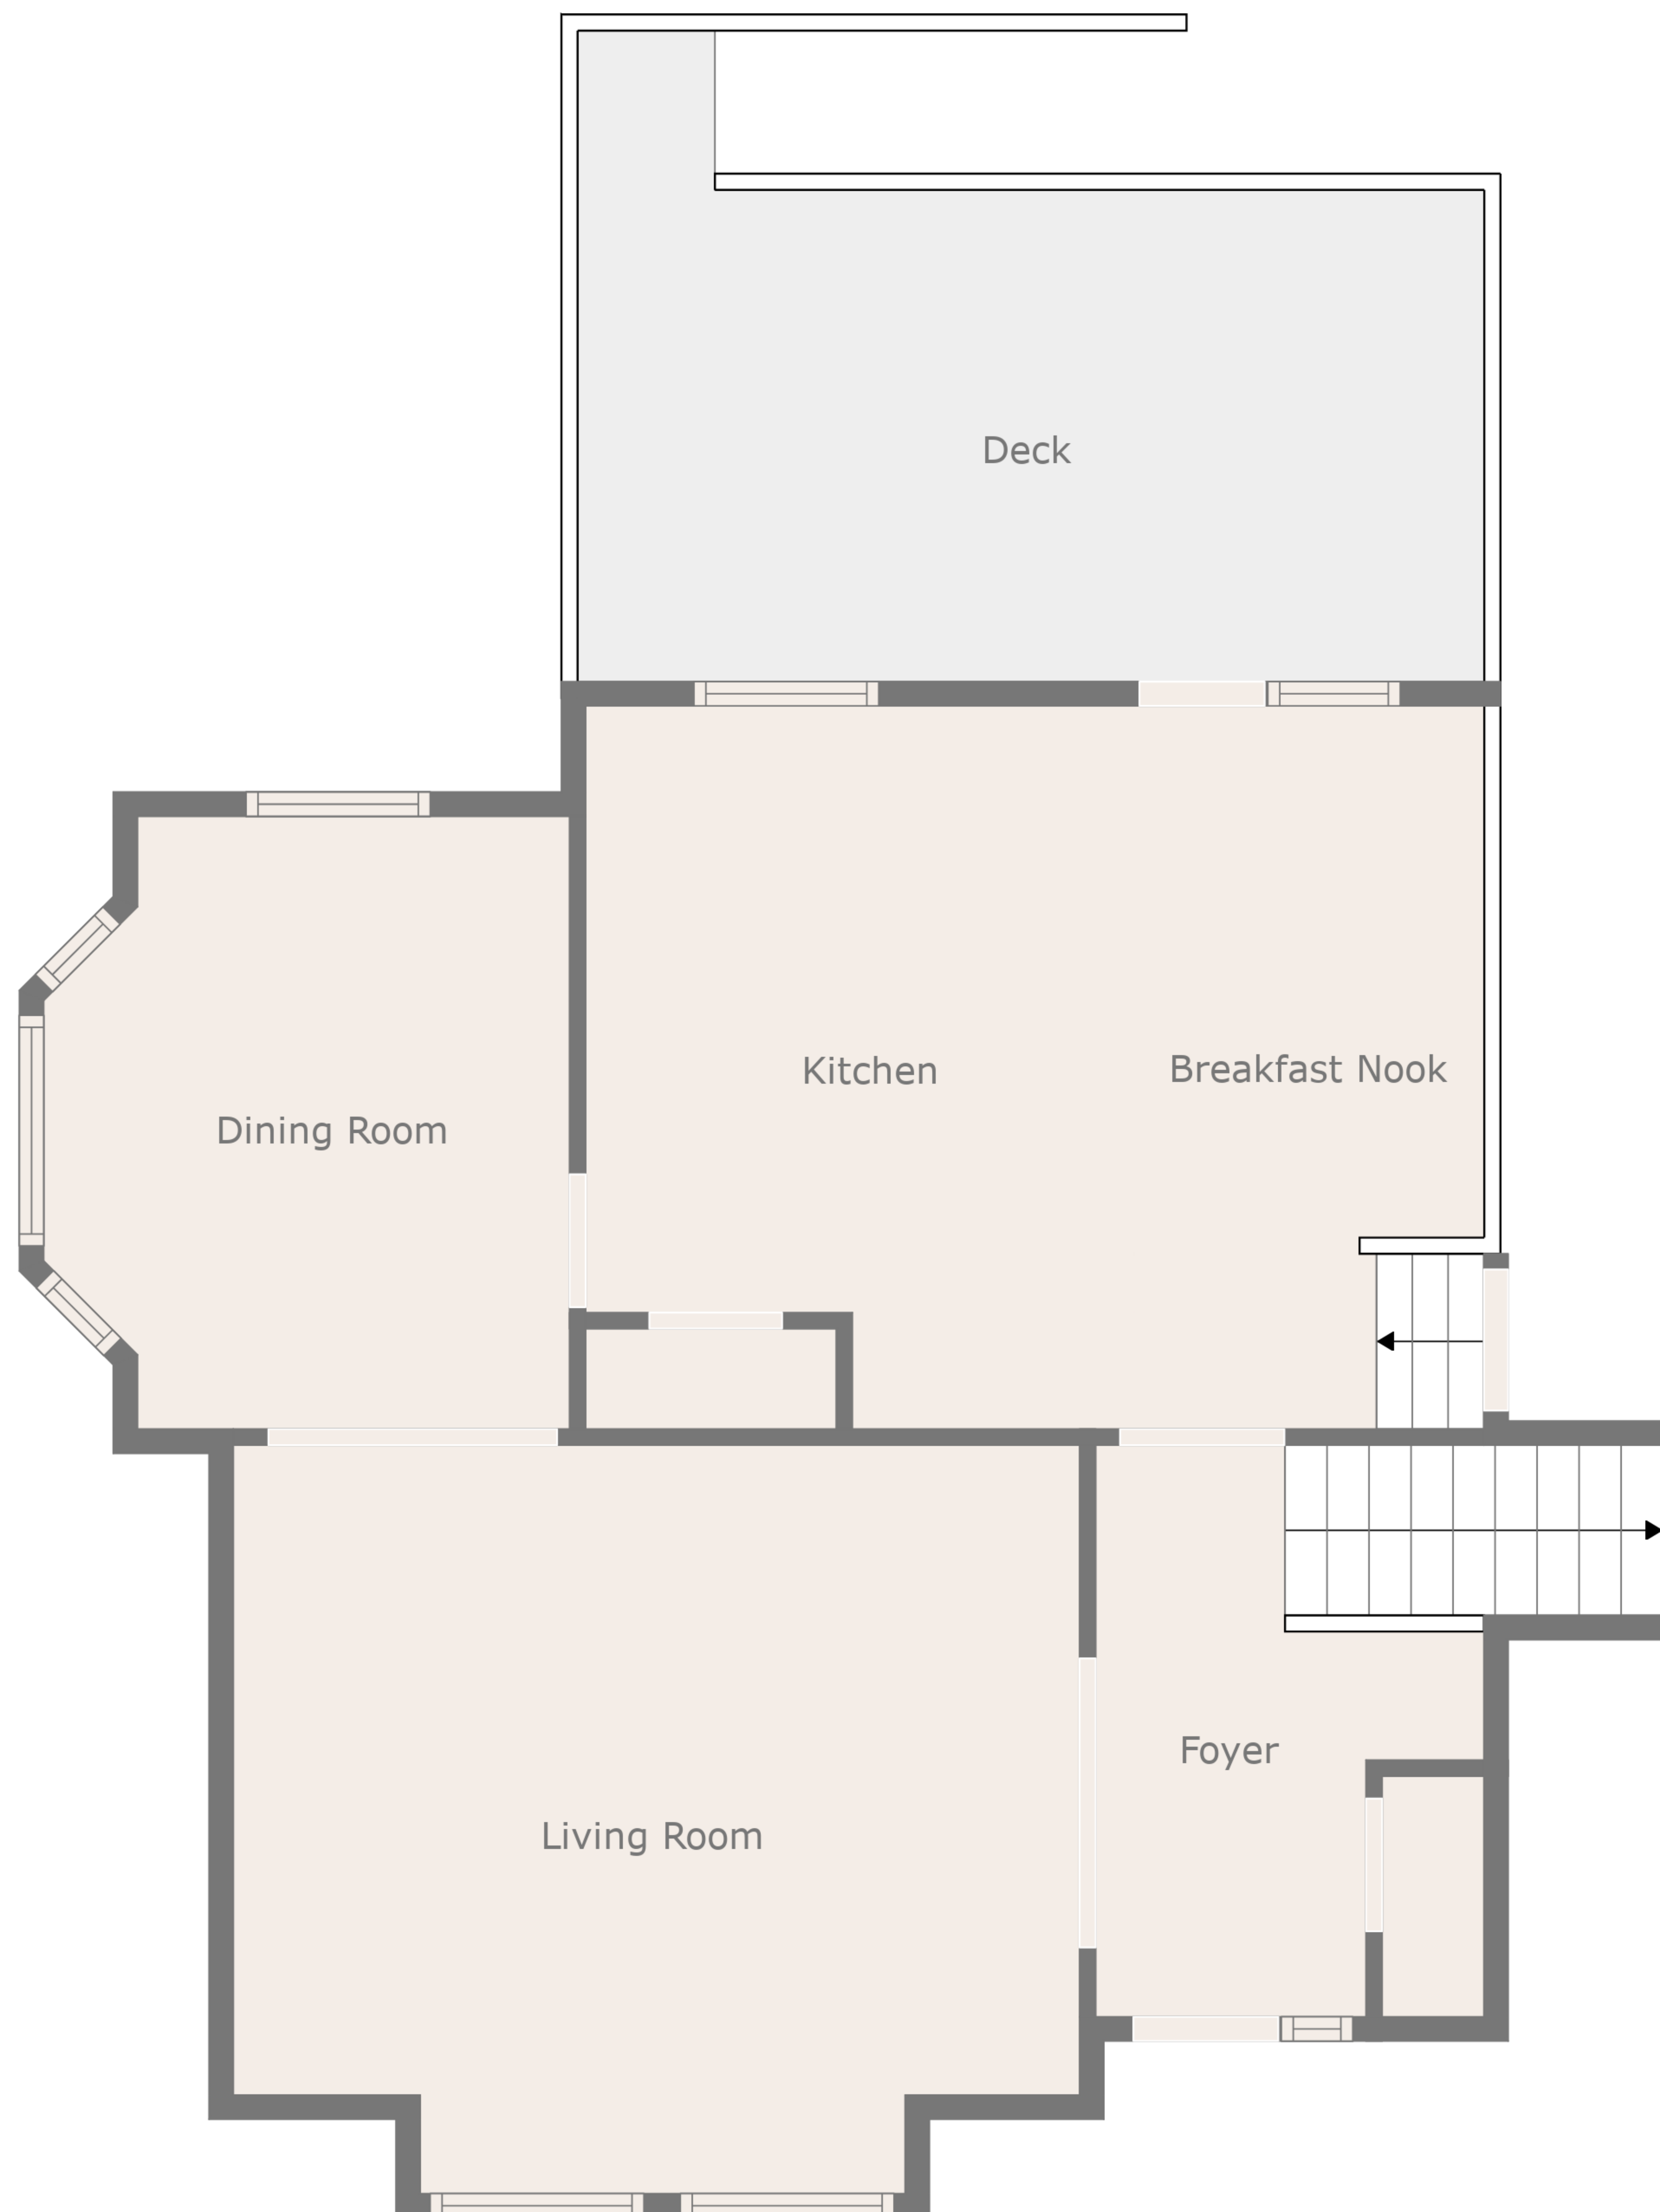 Deck
Kitchen
Breakfast Nook
Dining Room
Foyer
Living Room